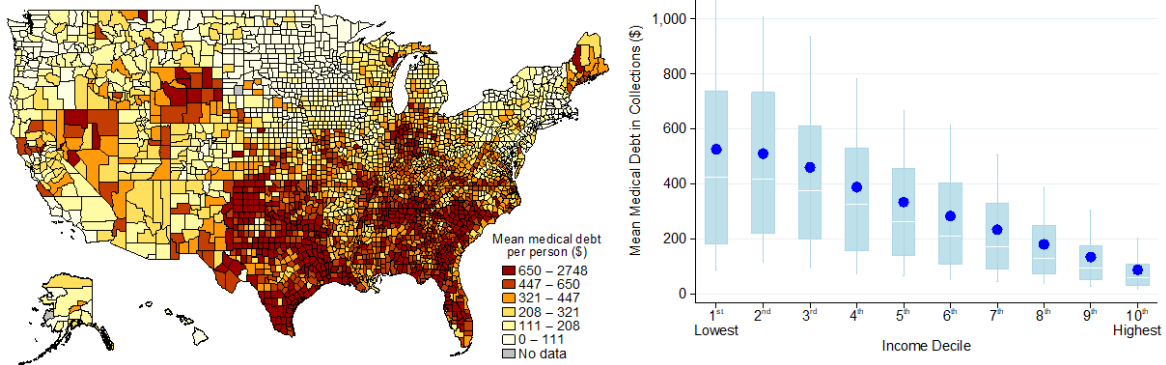 Mean medical debt
per person ($)
650 – 2748
447 – 650
321 – 447
208 – 321
111 – 208
0 – 111
No data
Mean Medical Debt in Collections ($)
1,000
800
600
400
200
0
1st 2nd 3rd 4th 5th 6th 7th 8th 9th 10th
Lowest Highest
Income Decile